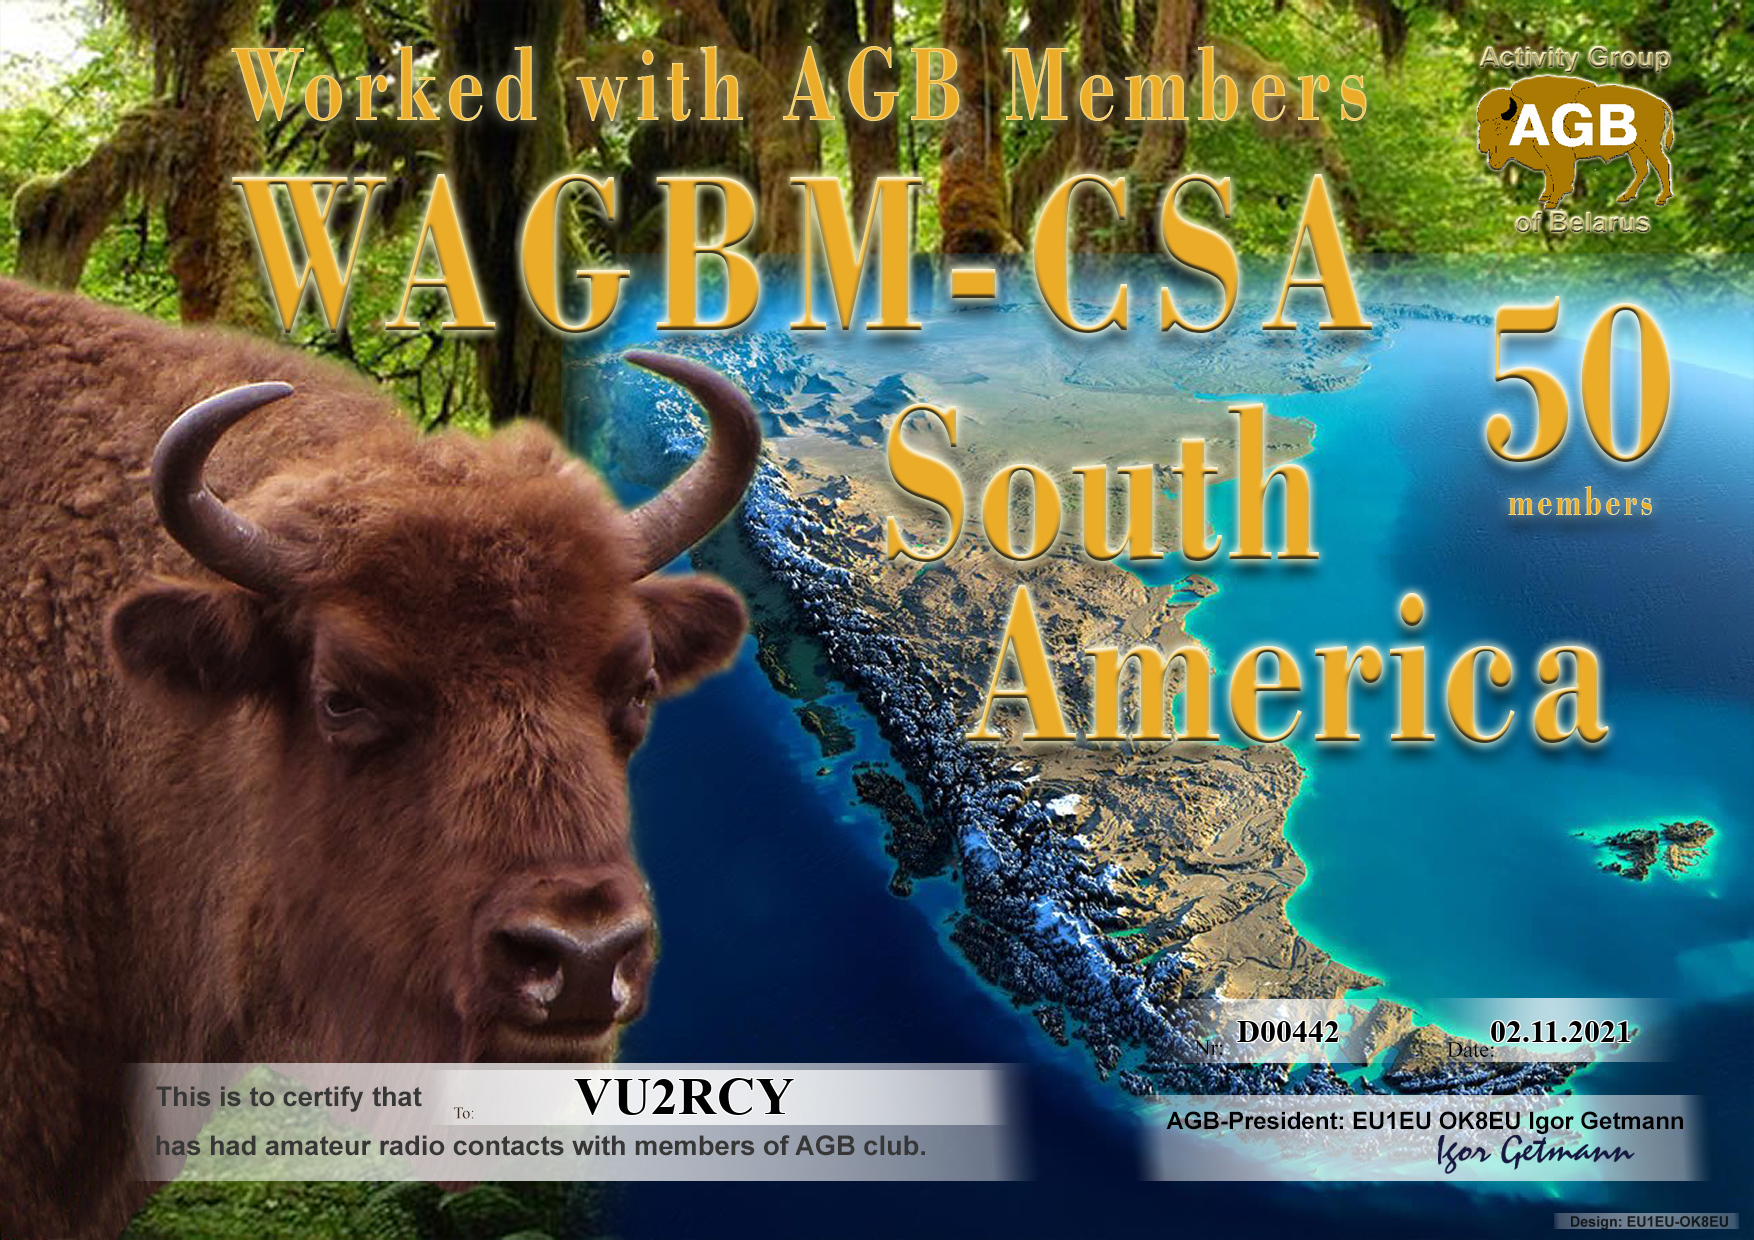 Worked with AGB Members
Activity Group
AGB
of Belarus
WAGBM-CSA
50
members
South
America
Nr: D00442
Date: 02.11.2021
This is to certify that
To: VU2RCY
has had amateur radio contacts with members of AGB club.
AGB-President: EU1EU OK8EU Igor Getmann
Igor Getmann
Design: EU1EU-OK8EU